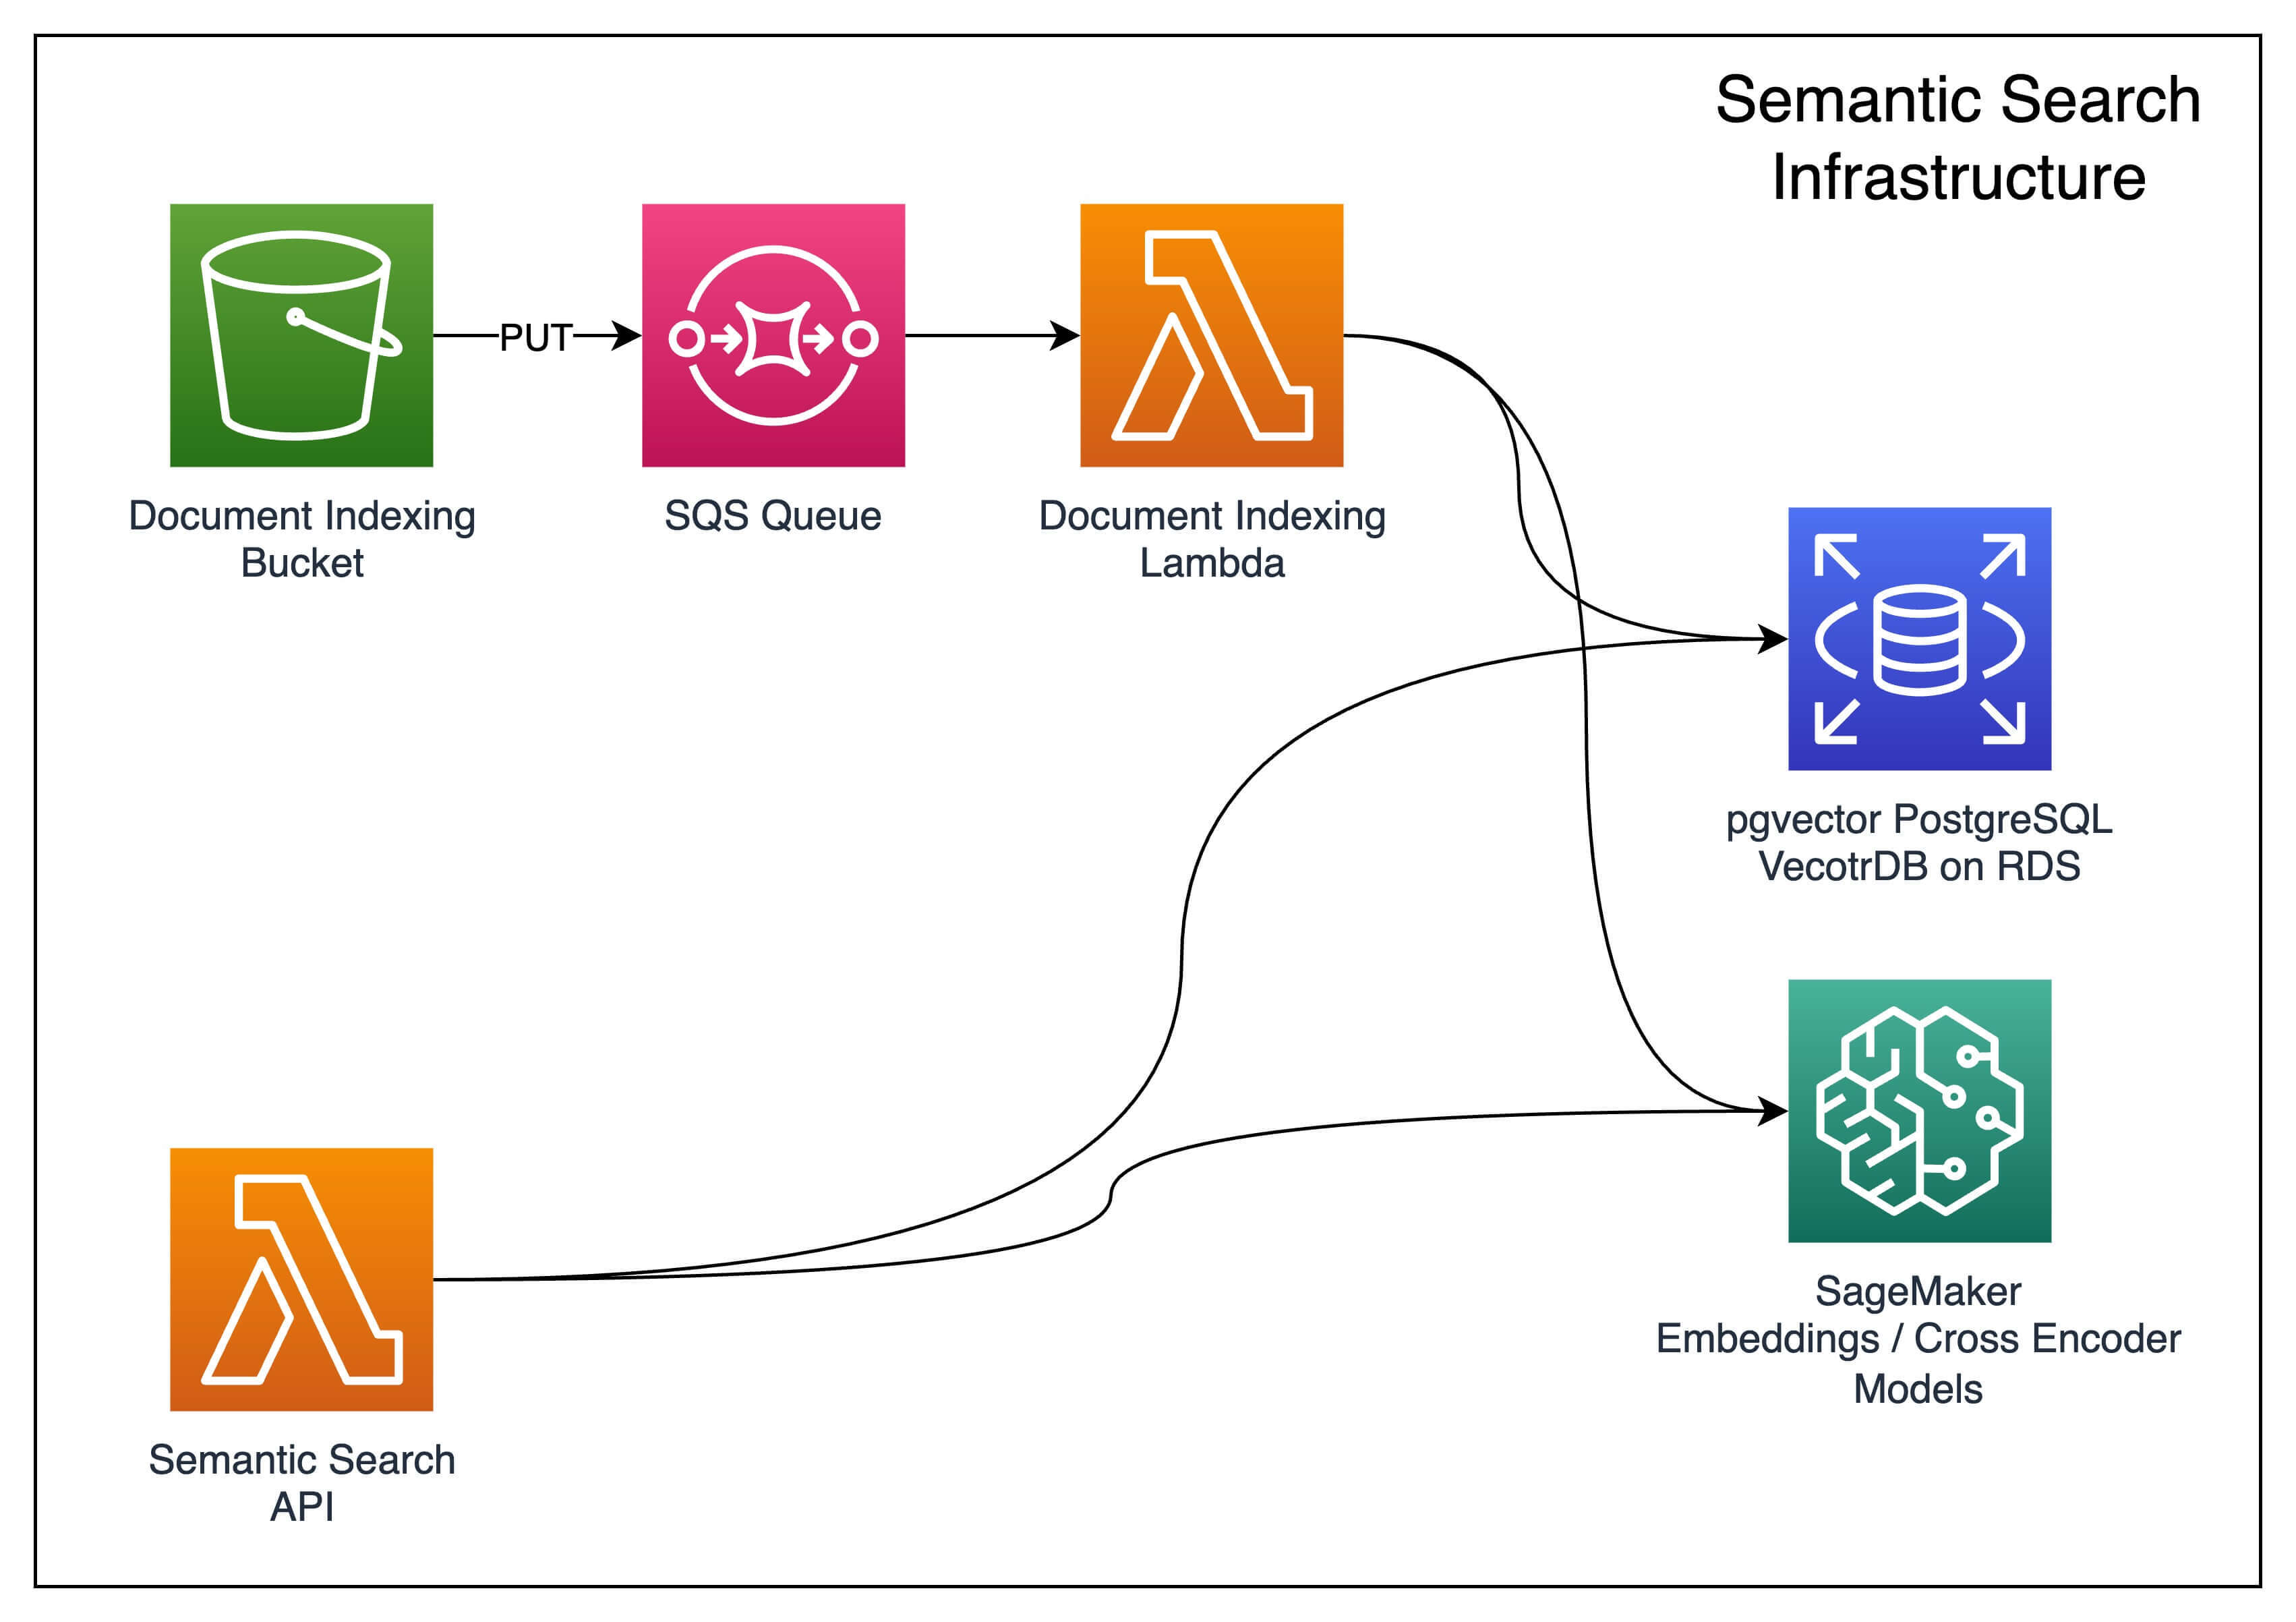 Semantic Search
Infrastructure
PUT
Document Indexing
Bucket
SQS Queue
Document Indexing
Lambda
pgvector PostgreSQL
VecotrDB on RDS
SageMaker
Embeddings / Cross Encoder
Models
Semantic Search
API